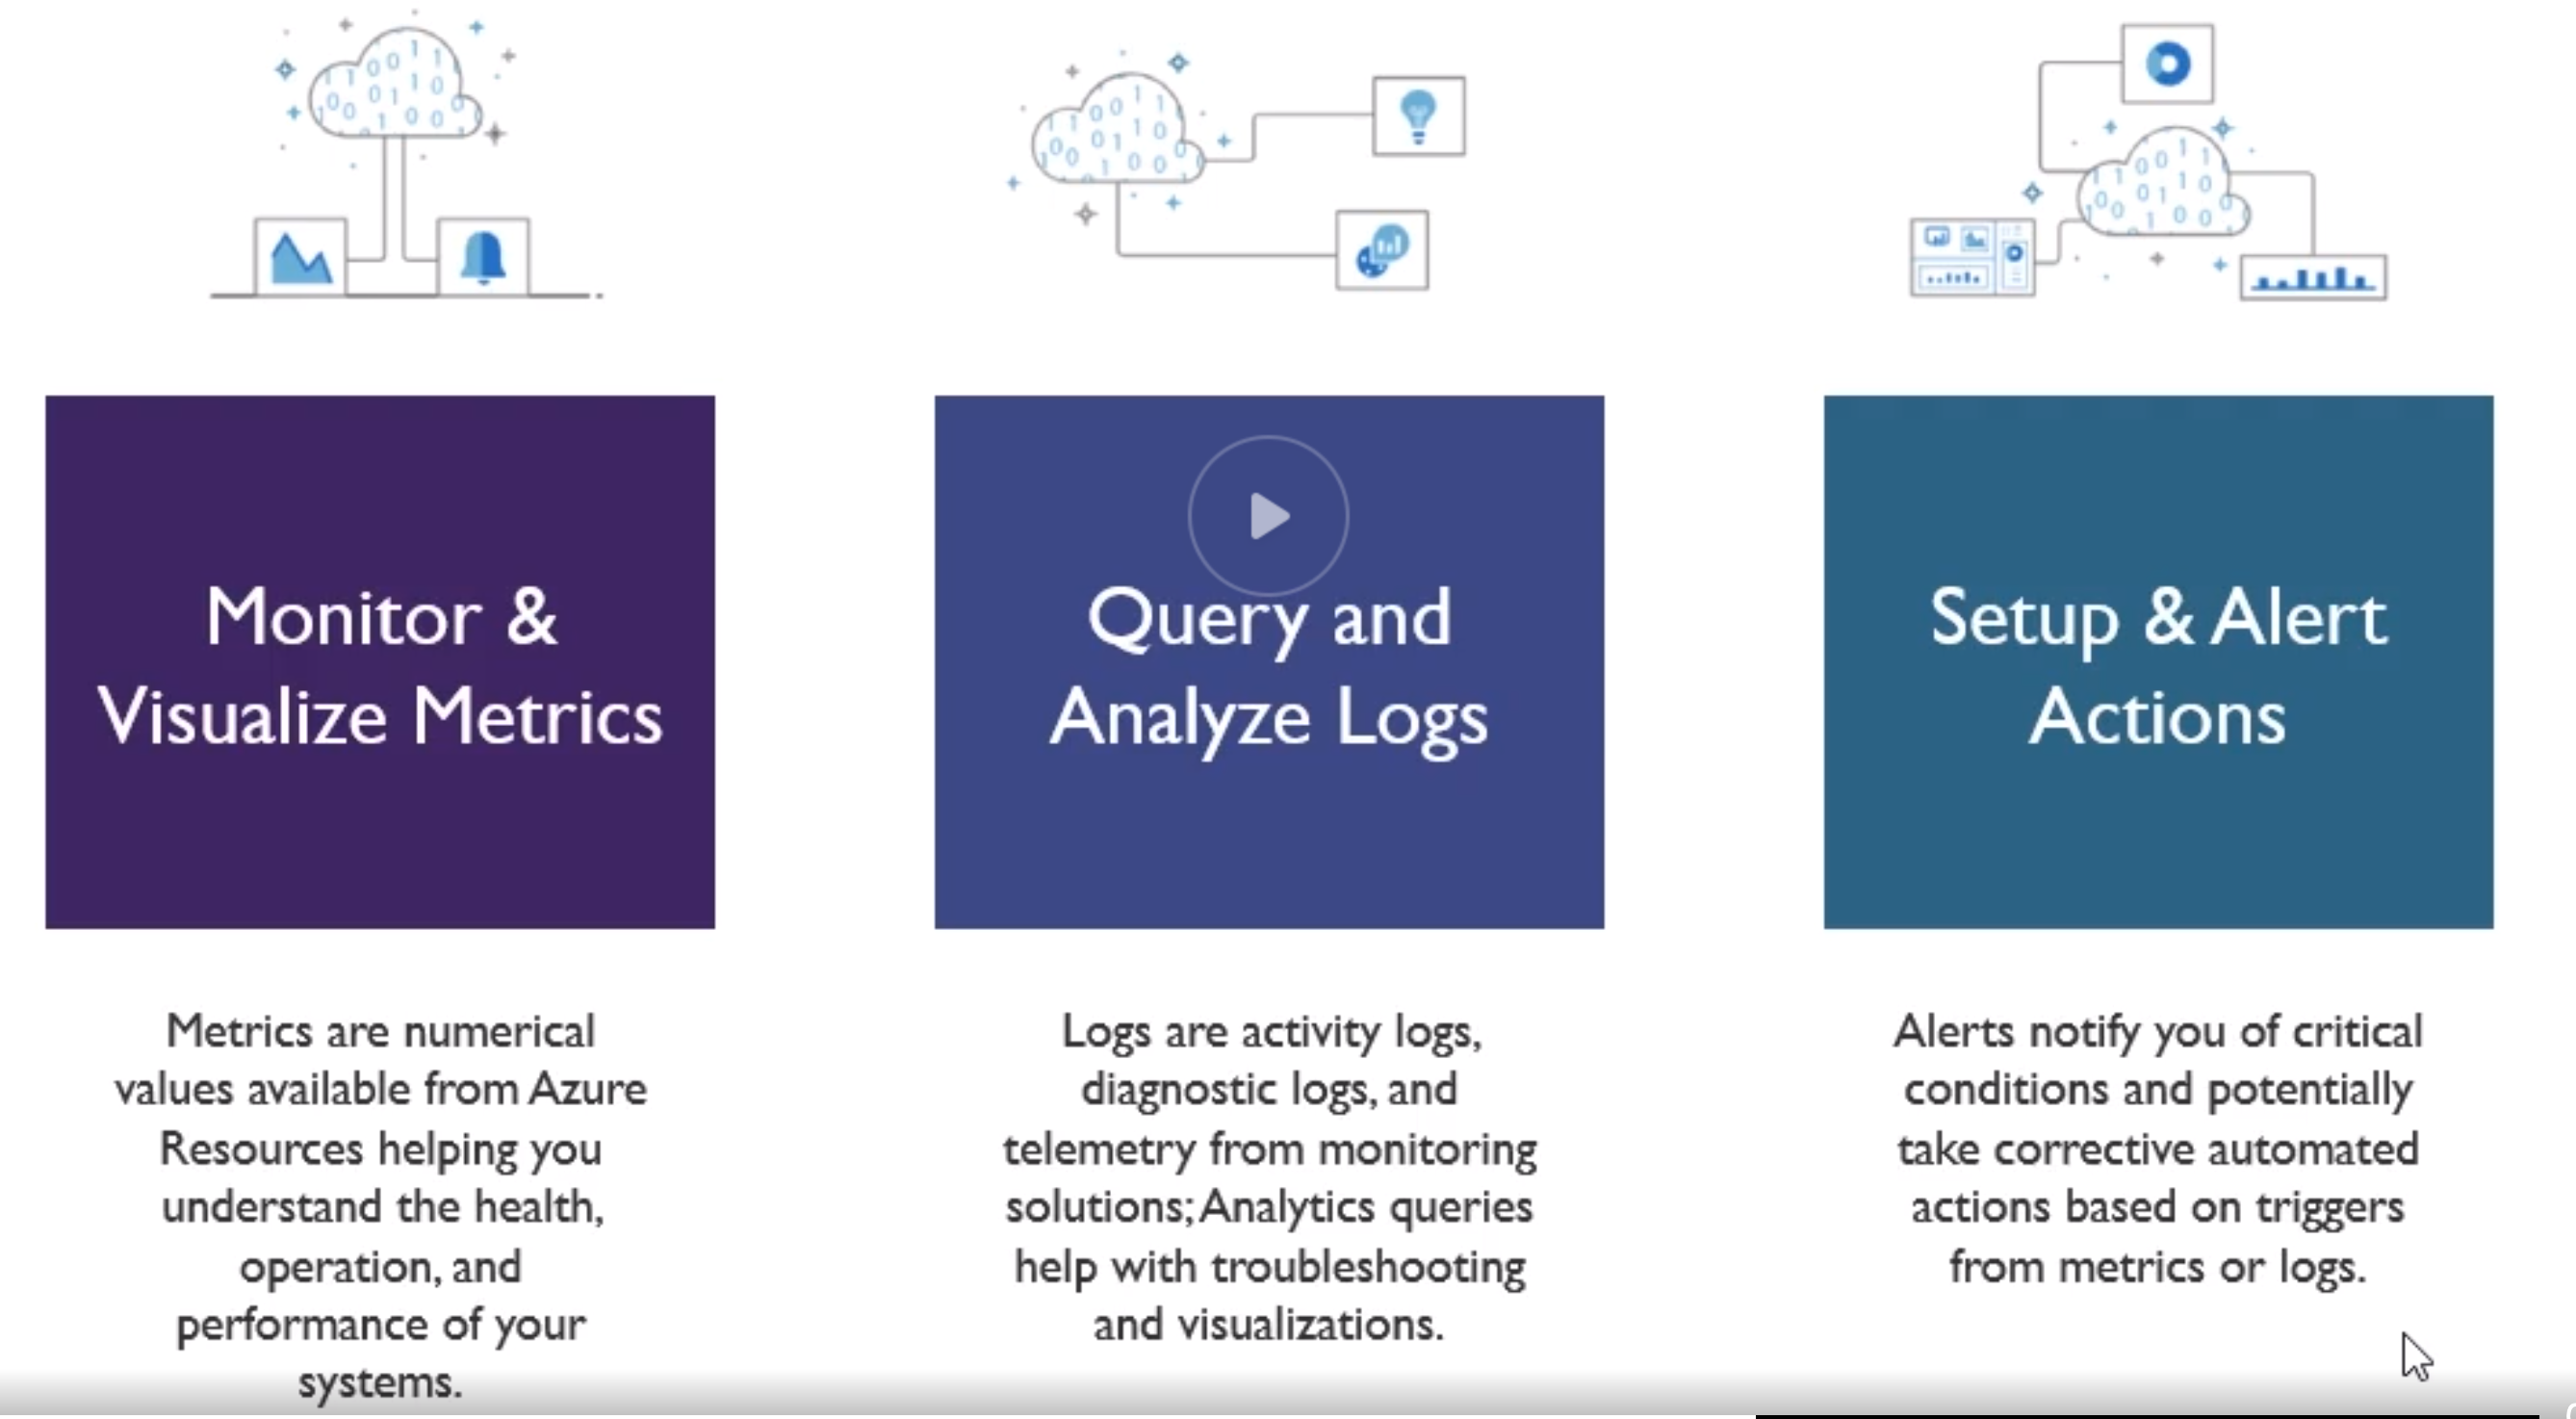 Monitor &
Visualize Metrics
Metrics are numerical
values available from Azure
Resources helping you
understand the health,
operation, and
performance of your
systems.
Query and
Analyze Logs
Logs are activity logs,
diagnostic logs, and
telemetry from monitoring
solutions; Analytics queries
help with troubleshooting
and visualizations.
Setup & Alert
Actions
Alerts notify you of critical
conditions and potentially
take corrective automated
actions based on triggers
from metrics or logs.